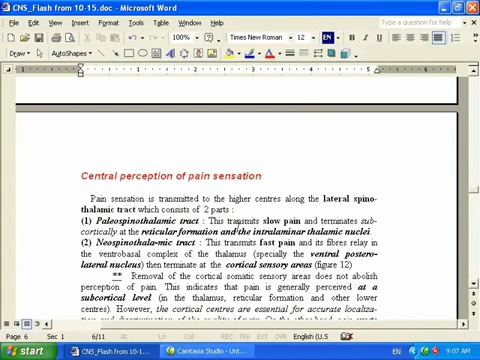 CNS_Flash from 10-15.doc - Microsoft Word
File Edit View Insert Format Tools Table Window Help
Type a question for help
Times New Roman 12 EN B
Draw AutoShapes
Central perception of pain sensation
Pain sensation is transmitted to the higher centres along the lateral spino-
thalamic tract which consists of 2 parts :
(1) Paleospinothalamic tract : This transmits slow pain and terminates sub-
cortically at the reticular formation and the intralaminar thalamic nuclei.
(2) Neospinothala-mic tract : This transmits fast pain and its fibres relay in
the ventrobasal complex of the thalamus (specially the ventral postero-
lateral nucleus) then terminate at the cortical sensory areas (figure 12)
** Removal of the cortical somatic sensory areas does not abolish
perception of pain. This indicates that pain is generally perceived at a
subcortical level (in the thalamus, reticular formation and other lower
centres). However, the cortical centres are essential for accurate localiza-
Page 6 Sec 1 6/11 REC TRK EXT OVR English (U.S
start CNS_Flash from 10-1... Camtasia Studio - Unt... EN 9:07 AM